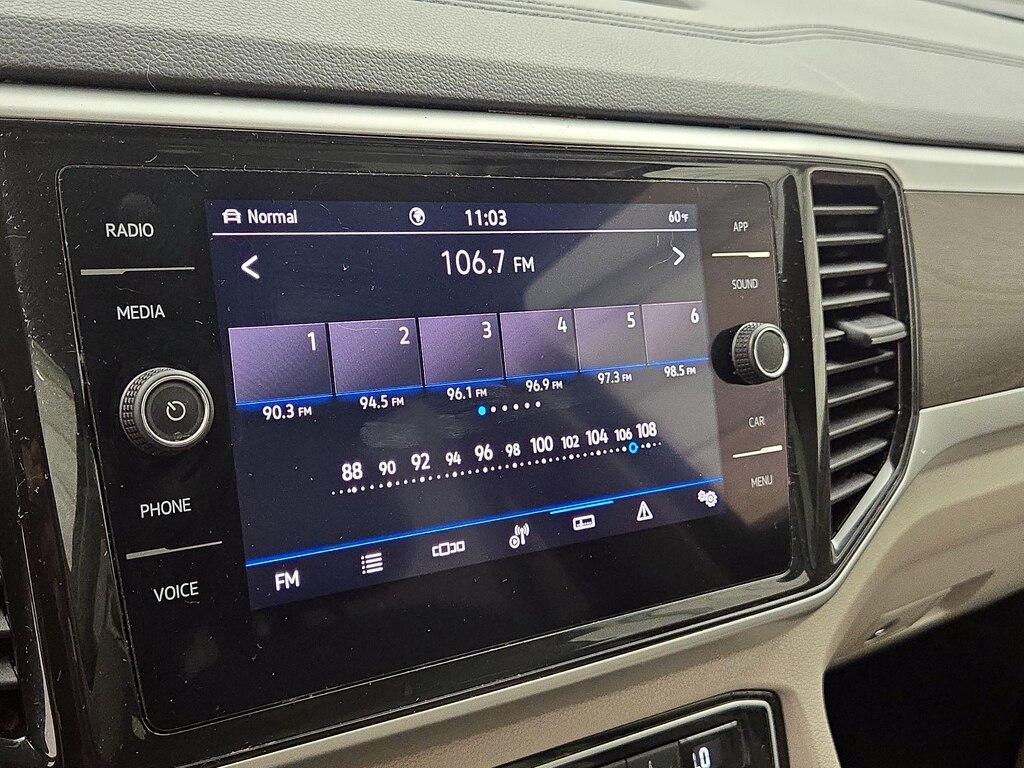 RADIO
MEDIA
PHONE
VOICE
Normal 11:03 60°F
106.7 FM
1 2 3 4 5 6
90.3 FM 94.5 FM 96.1 FM 96.9 FM 97.3 FM 98.5 FM
88 90 92 94 96 98 100 102 104 106 108
FM
APP
SOUND
CAR
MENU